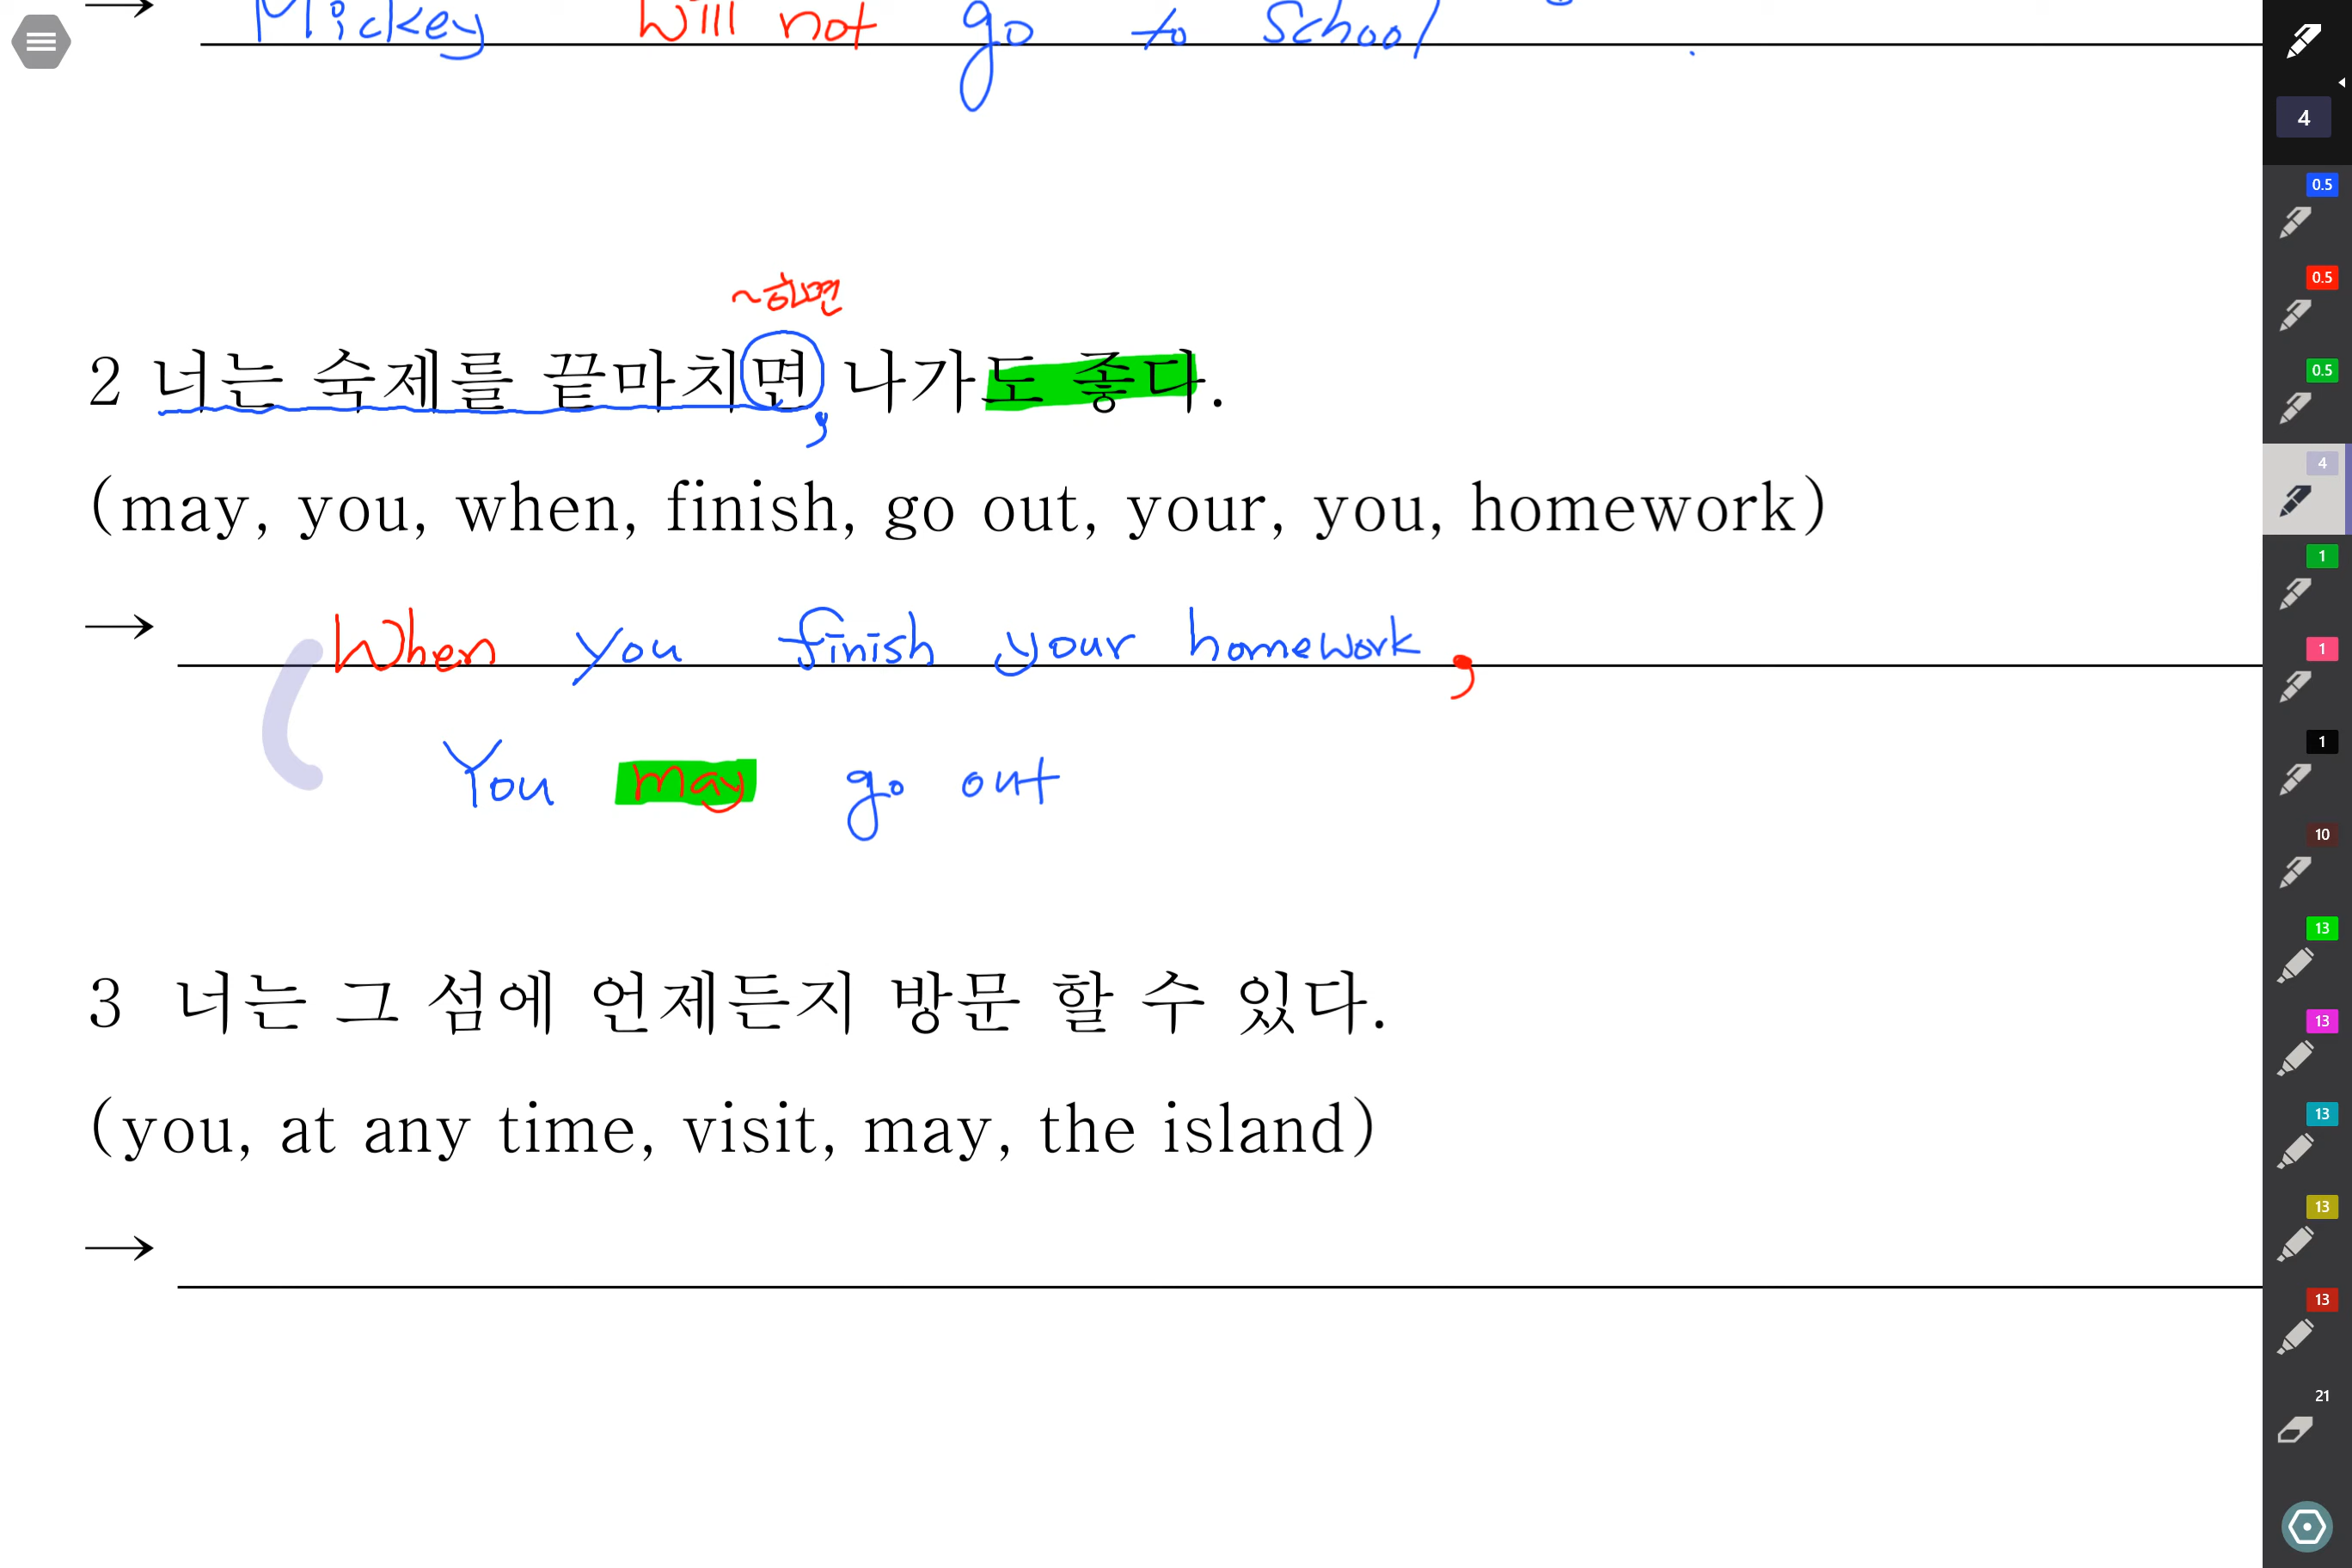 → Mickey will not go to School .
~하면
2 너는 숙제를 끝마치면, 나가도 좋다.
(may, you, when, finish, go out, your, you, homework)
→ When you finish your homework,
You may go out
3 너는 그 섬에 언제든지 방문 할 수 있다.
(you, at any time, visit, may, the island)
→
4
0.5
0.5
0.5
4
1
1
1
10
13
13
13
13
13
21